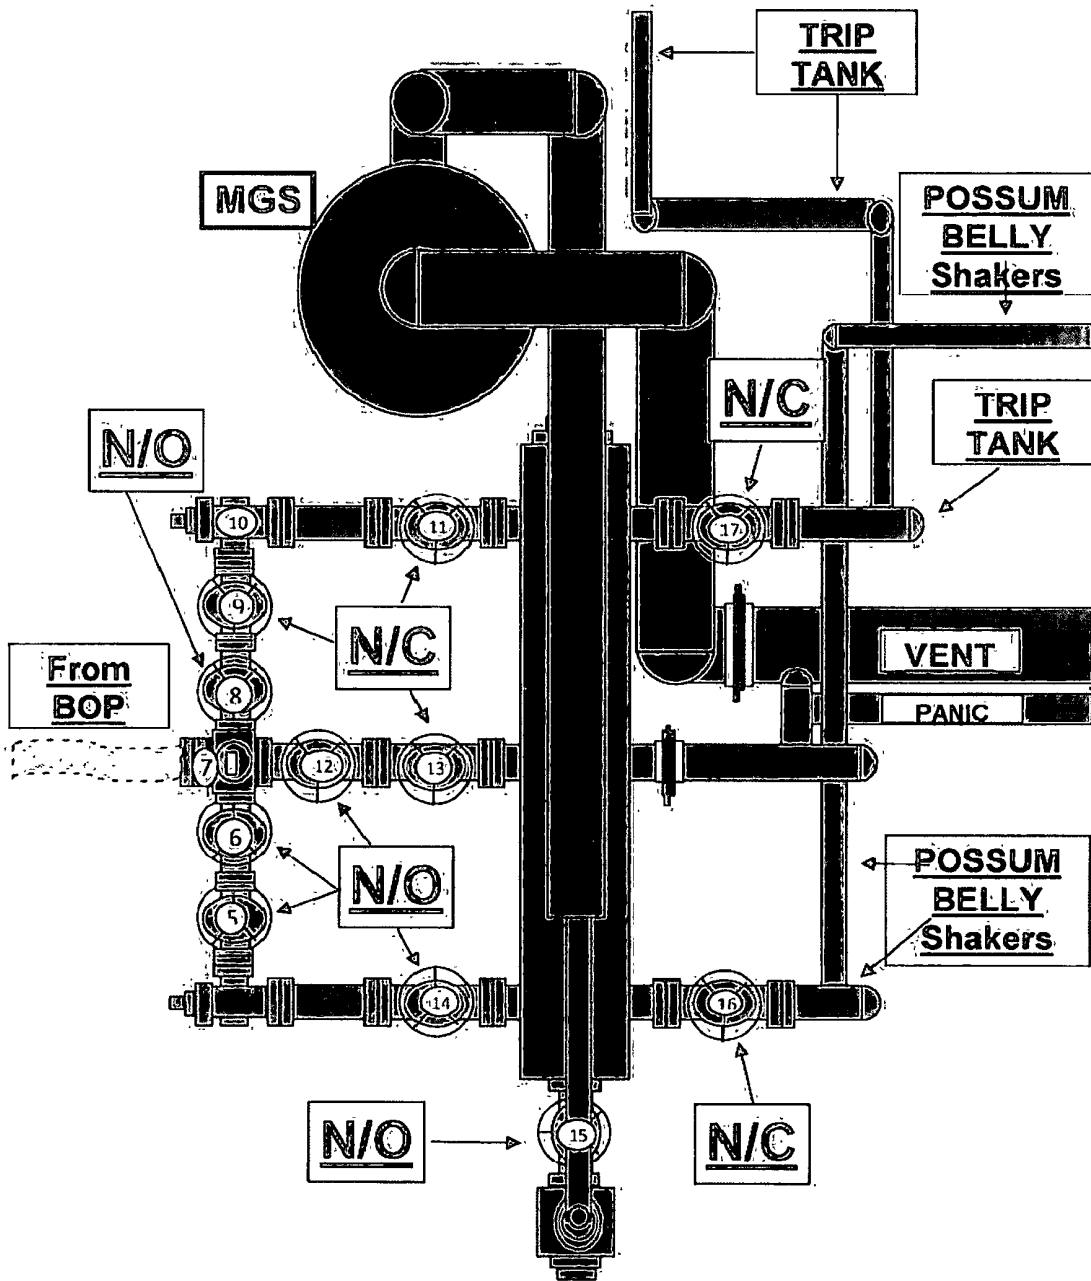 TRIP
TANK
MGS
POSSUM
BELLY
Shakers
N/C
TRIP
TANK
N/O
10
11
17
9
N/C
From
BOP
8
VENT
PANIC
7
12
13
6
N/O
POSSUM
BELLY
Shakers
5
14
16
N/O
15
N/C